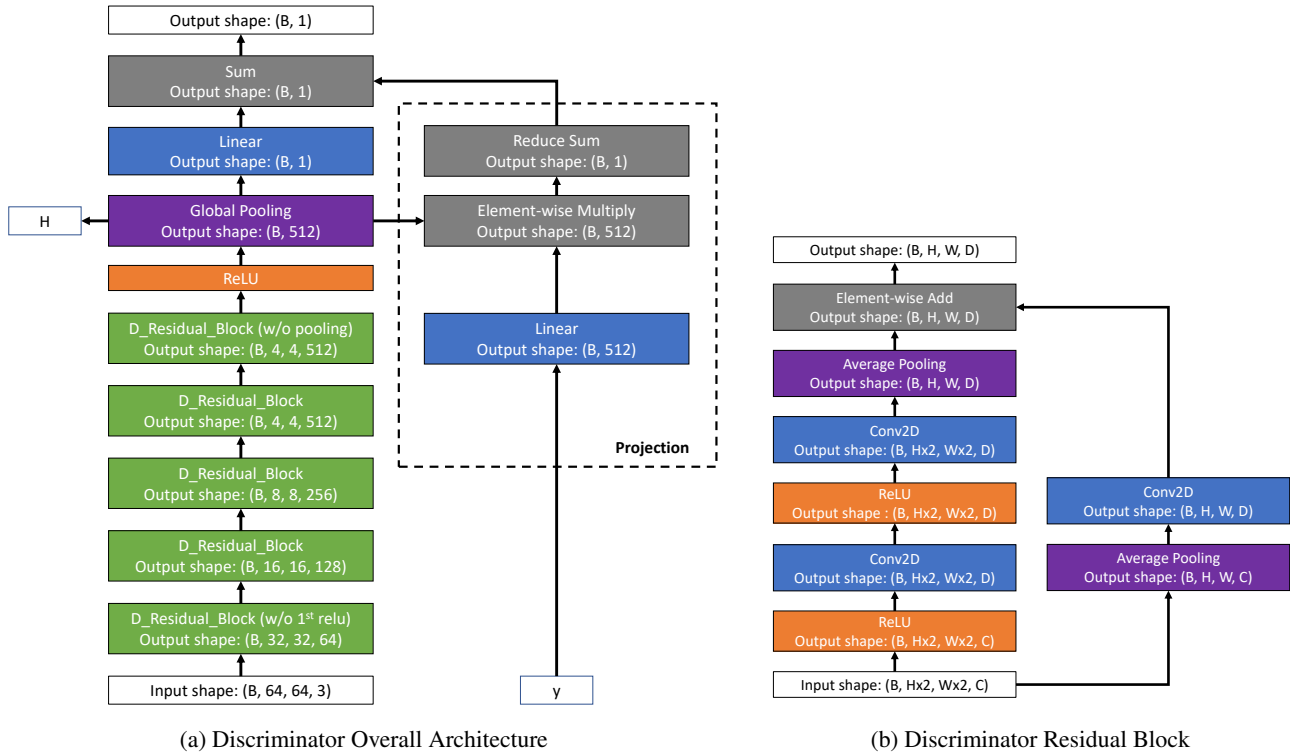 Output shape: (B, 1)
Sum
Output shape: (B, 1)
Linear
Output shape: (B, 1)
Global Pooling
Output shape: (B, 512)
H
ReLU
D_Residual_Block (w/o pooling)
Output shape: (B, 4, 4, 512)
D_Residual_Block
Output shape: (B, 4, 4, 512)
D_Residual_Block
Output shape: (B, 8, 8, 256)
D_Residual_Block
Output shape: (B, 16, 16, 128)
D_Residual_Block (w/o 1st relu)
Output shape: (B, 32, 32, 64)
Input shape: (B, 64, 64, 3)
Reduce Sum
Output shape: (B, 1)
Element-wise Multiply
Output shape: (B, 512)
Linear
Output shape: (B, 512)
Projection
y
(a) Discriminator Overall Architecture
Output shape: (B, H, W, D)
Element-wise Add
Output shape: (B, H, W, D)
Average Pooling
Output shape: (B, H, W, D)
Conv2D
Output shape: (B, Hx2, Wx2, D)
ReLU
Output shape : (B, Hx2, Wx2, D)
Conv2D
Output shape: (B, Hx2, Wx2, D)
ReLU
Output shape: (B, Hx2, Wx2, C)
Input shape: (B, Hx2, Wx2, C)
Conv2D
Output shape: (B, H, W, D)
Average Pooling
Output shape: (B, H, W, C)
(b) Discriminator Residual Block